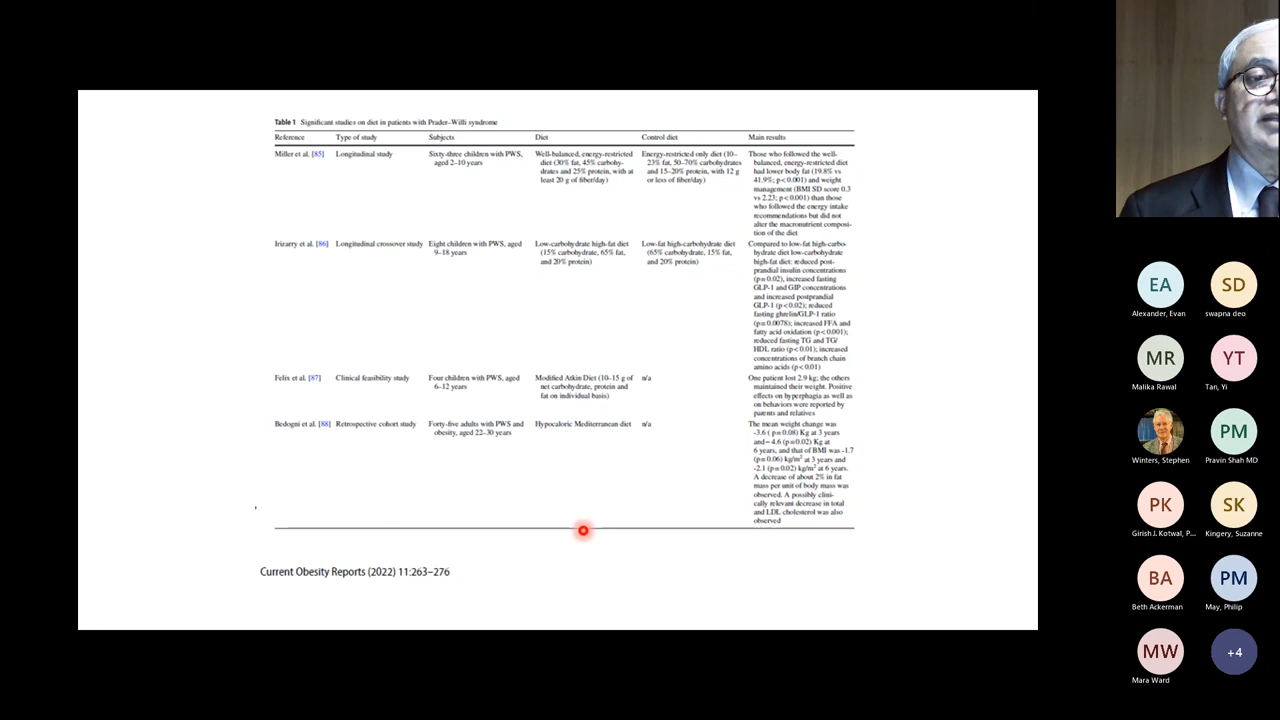 Table 1 Significant studies on diet in patients with Prader–Willi syndrome
Reference Type of study Subjects Diet Control diet Main results
Miller et al. [85] Longitudinal study Sixty-three children with PWS, aged 2–10 years
Well-balanced, energy-restricted
diet (30% fat, 45% carbohy-
drates and 25% protein, with at
least 20 g of fiber/day)
Energy-restricted only diet (10–
23% fat, 50–70% carbohydrates
and 15–20% protein, with 12 g
or less of fiber/day)
Those who followed the well-
balanced, energy-restricted diet
had lower body fat (19.8% vs
41.9%; p<0.001) and weight
management (BMI SD score 0.3
vs 2.23; p<0.001) than those
who followed the energy intake
recommendations but did not
alter the macronutrient composi-
tion of the diet
Irizarry et al. [86] Longitudinal crossover study
Eight children with PWS, aged
9–18 years
Low-carbohydrate high-fat diet
(15% carbohydrate, 65% fat,
and 20% protein)
Low-fat high-carbohydrate diet
(65% carbohydrate, 15% fat,
and 20% protein)
Compared to low-fat high-carbo-
hydrate diet low-carbohydrate
high-fat diet: reduced post-
prandial insulin concentrations
(p=0.02), increased fasting
GLP-1 and GIP concentrations
and increased postprandial
GLP-1 (p<0.02); reduced
fasting ghrelin/GLP-1 ratio
(p=0.0078); increased FFA and
fatty acid oxidation (p<0.001);
reduced fasting TG and TG/
HDL ratio (p<0.01); increased
concentrations of branch chain
amino acids (p<0.01)
Felix et al. [87] Clinical feasibility study
Four children with PWS, aged
6–12 years
Modified Atkin Diet (10–15 g of
net carbohydrate, protein and
fat on individual basis)
n/a
One patient lost 2.9 kg; the others
maintained their weight. Positive
effects on hyperphagia as well as
on behaviors were reported by
parents and relatives
Bedogni et al. [88] Retrospective cohort study
Forty-five adults with PWS and
obesity, aged 22–30 years
Hypocaloric Mediterranean diet
n/a
The mean weight change was
-3.6 ( p=0.08) Kg at 3 years
and− 4.6 (p=0.02) Kg at
6 years, and that of BMI was -1.7
(p=0.06) kg/m² at 3 years and
-2.1 (p=0.02) kg/m² at 6 years.
A decrease of about 2% in fat
mass per unit of body mass was
observed. A possibly clini-
cally relevant decrease in total
and LDL cholesterol was also
observed
Current Obesity Reports (2022) 11:263–276
EA SD
Alexander, Evan swapna deo
MR YT
Malika Rawal Tan, Yi
PM
Winters, Stephen Pravin Shah MD
PK SK
Girish J. Kotwal, P... Kingery, Suzanne
BA PM
Beth Ackerman May, Philip
MW +4
Mara Ward